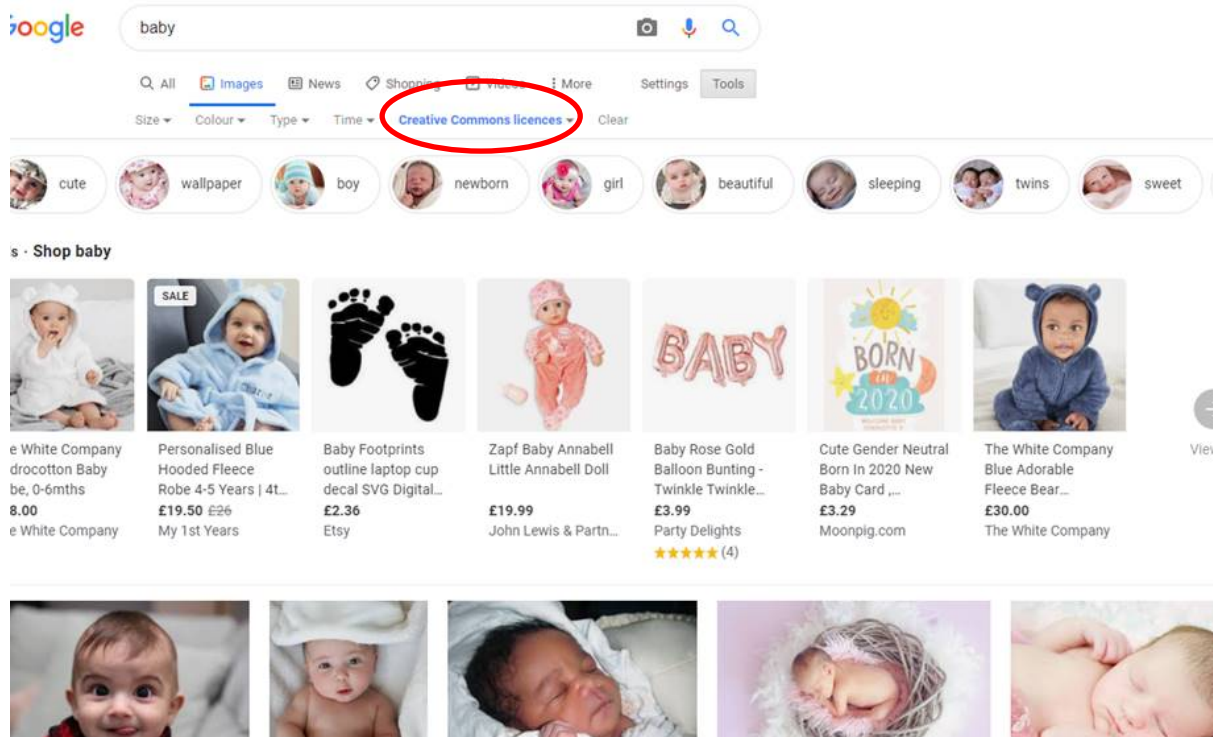 Google
baby
All Images News Shopping Videos More Settings Tools
Size Colour Type Time Creative Commons licences Clear
cute wallpaper boy newborn girl beautiful sleeping twins sweet
s · Shop baby
SALE
BABY
BORN
IN
2020
e White Company
drocotton Baby
be, 0-6mths
8.00
e White Company
Personalised Blue
Hooded Fleece
Robe 4-5 Years | 4t...
£19.50 £26
My 1st Years
Baby Footprints
outline laptop cup
decal SVG Digital...
£2.36
Etsy
Zapf Baby Annabell
Little Annabell Doll
£19.99
John Lewis & Partn...
Baby Rose Gold
Balloon Bunting -
Twinkle Twinkle...
£3.99
Party Delights
(4)
Cute Gender Neutral
Born In 2020 New
Baby Card ,...
£3.29
Moonpig.com
The White Company
Blue Adorable
Fleece Bear...
£30.00
The White Company
View